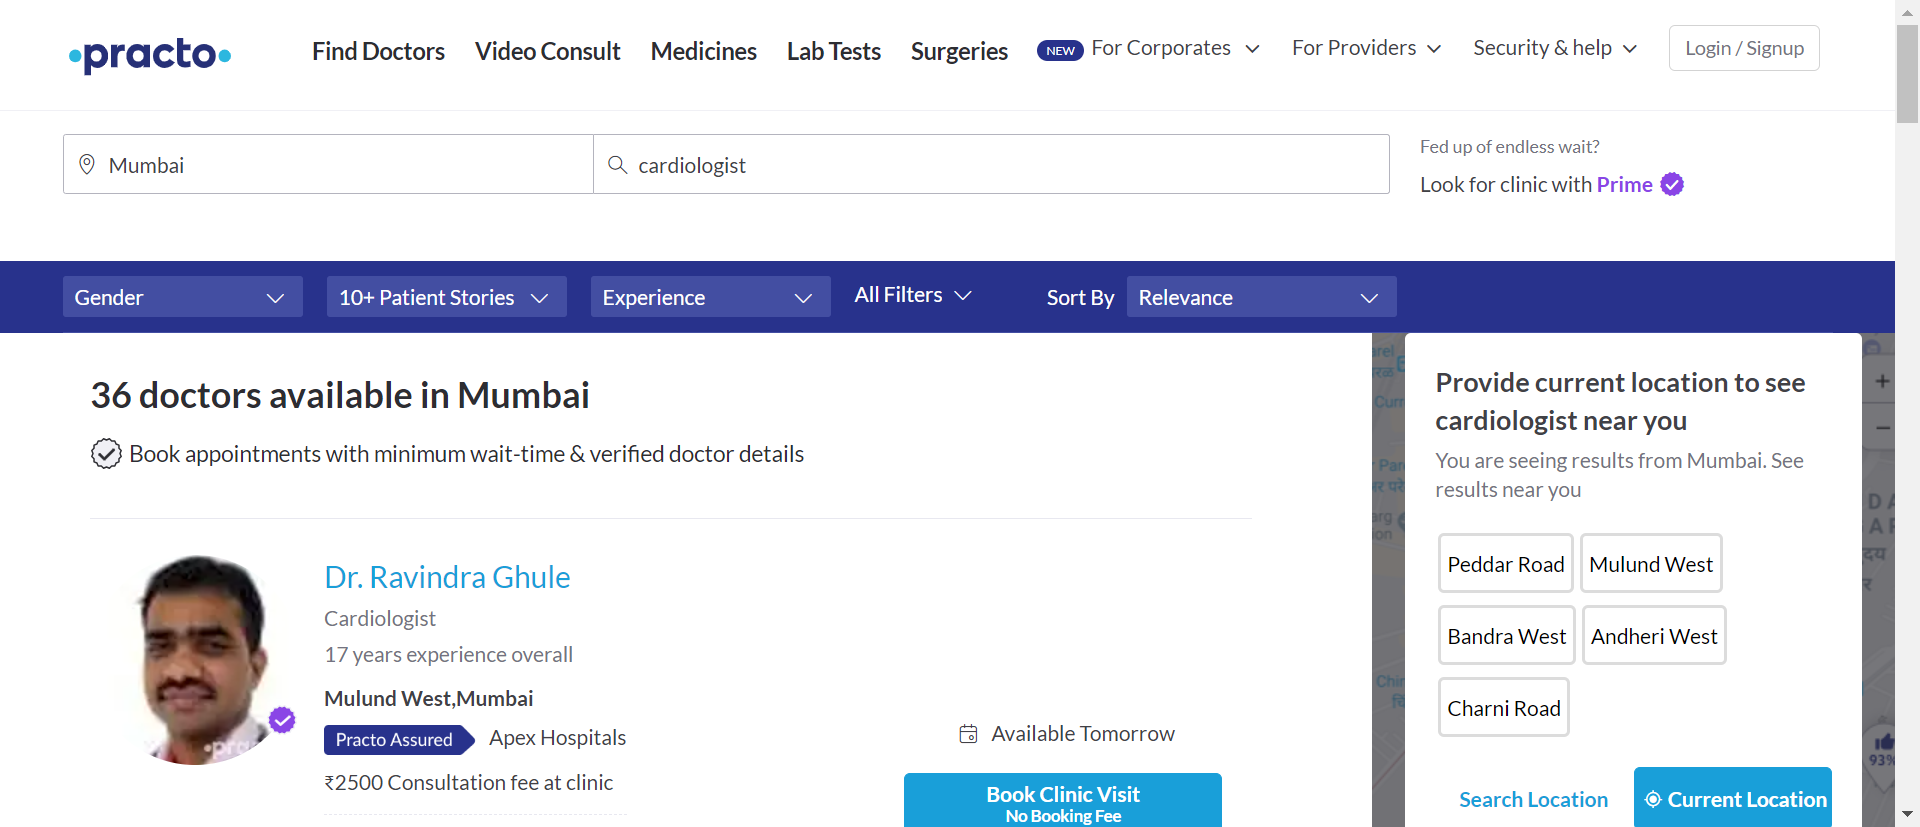 practo
Find Doctors
Video Consult
Medicines
Lab Tests
Surgeries
NEW
For Corporates
For Providers
Security & help
Login / Signup
Mumbai
cardiologist
Fed up of endless wait?
Look for clinic with Prime
Gender
10+ Patient Stories
Experience
All Filters
Sort By
Relevance
36 doctors available in Mumbai
Book appointments with minimum wait-time & verified doctor details
Dr. Ravindra Ghule
Cardiologist
17 years experience overall
Mulund West,Mumbai
Practo Assured
Apex Hospitals
₹2500 Consultation fee at clinic
Available Tomorrow
Book Clinic Visit
No Booking Fee
Provide current location to see
cardiologist near you
You are seeing results from Mumbai. See
results near you
Peddar Road
Mulund West
Bandra West
Andheri West
Charni Road
Search Location
Current Location
93%